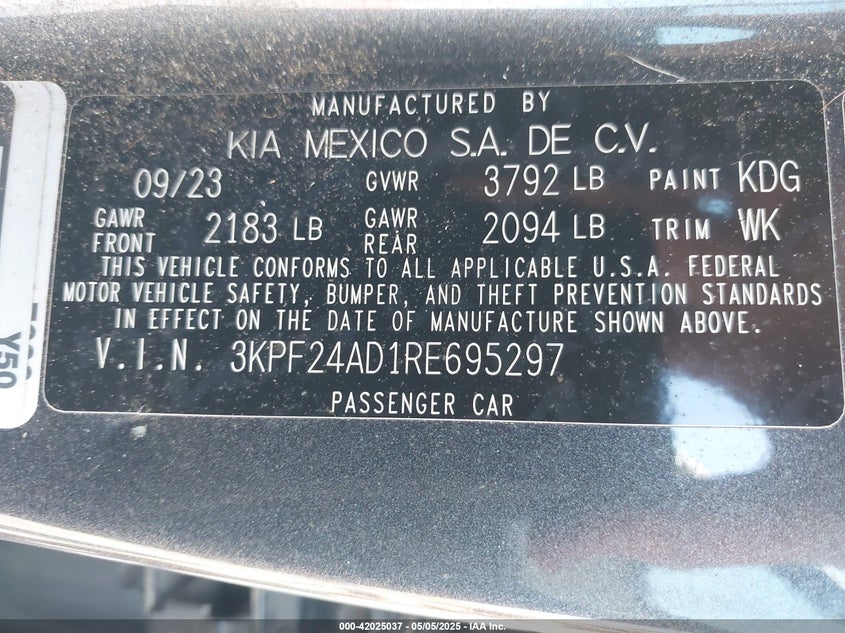 MANUFACTURED BY
KIA MEXICO S.A. DE C.V.
09/23 GVWR 3792 LB PAINT KDG
GAWR FRONT 2183 LB GAWR REAR 2094 LB TRIM WK
THIS VEHICLE CONFORMS TO ALL APPLICABLE U.S.A. FEDERAL
MOTOR VEHICLE SAFETY, BUMPER, AND THEFT PREVENTION STANDARDS
IN EFFECT ON THE DATE OF MANUFACTURE SHOWN ABOVE.
V.I.N. 3KPF24AD1RE695297
PASSENGER CAR
Y50
000-42025037 - 05/05/2025 - IAA Inc.